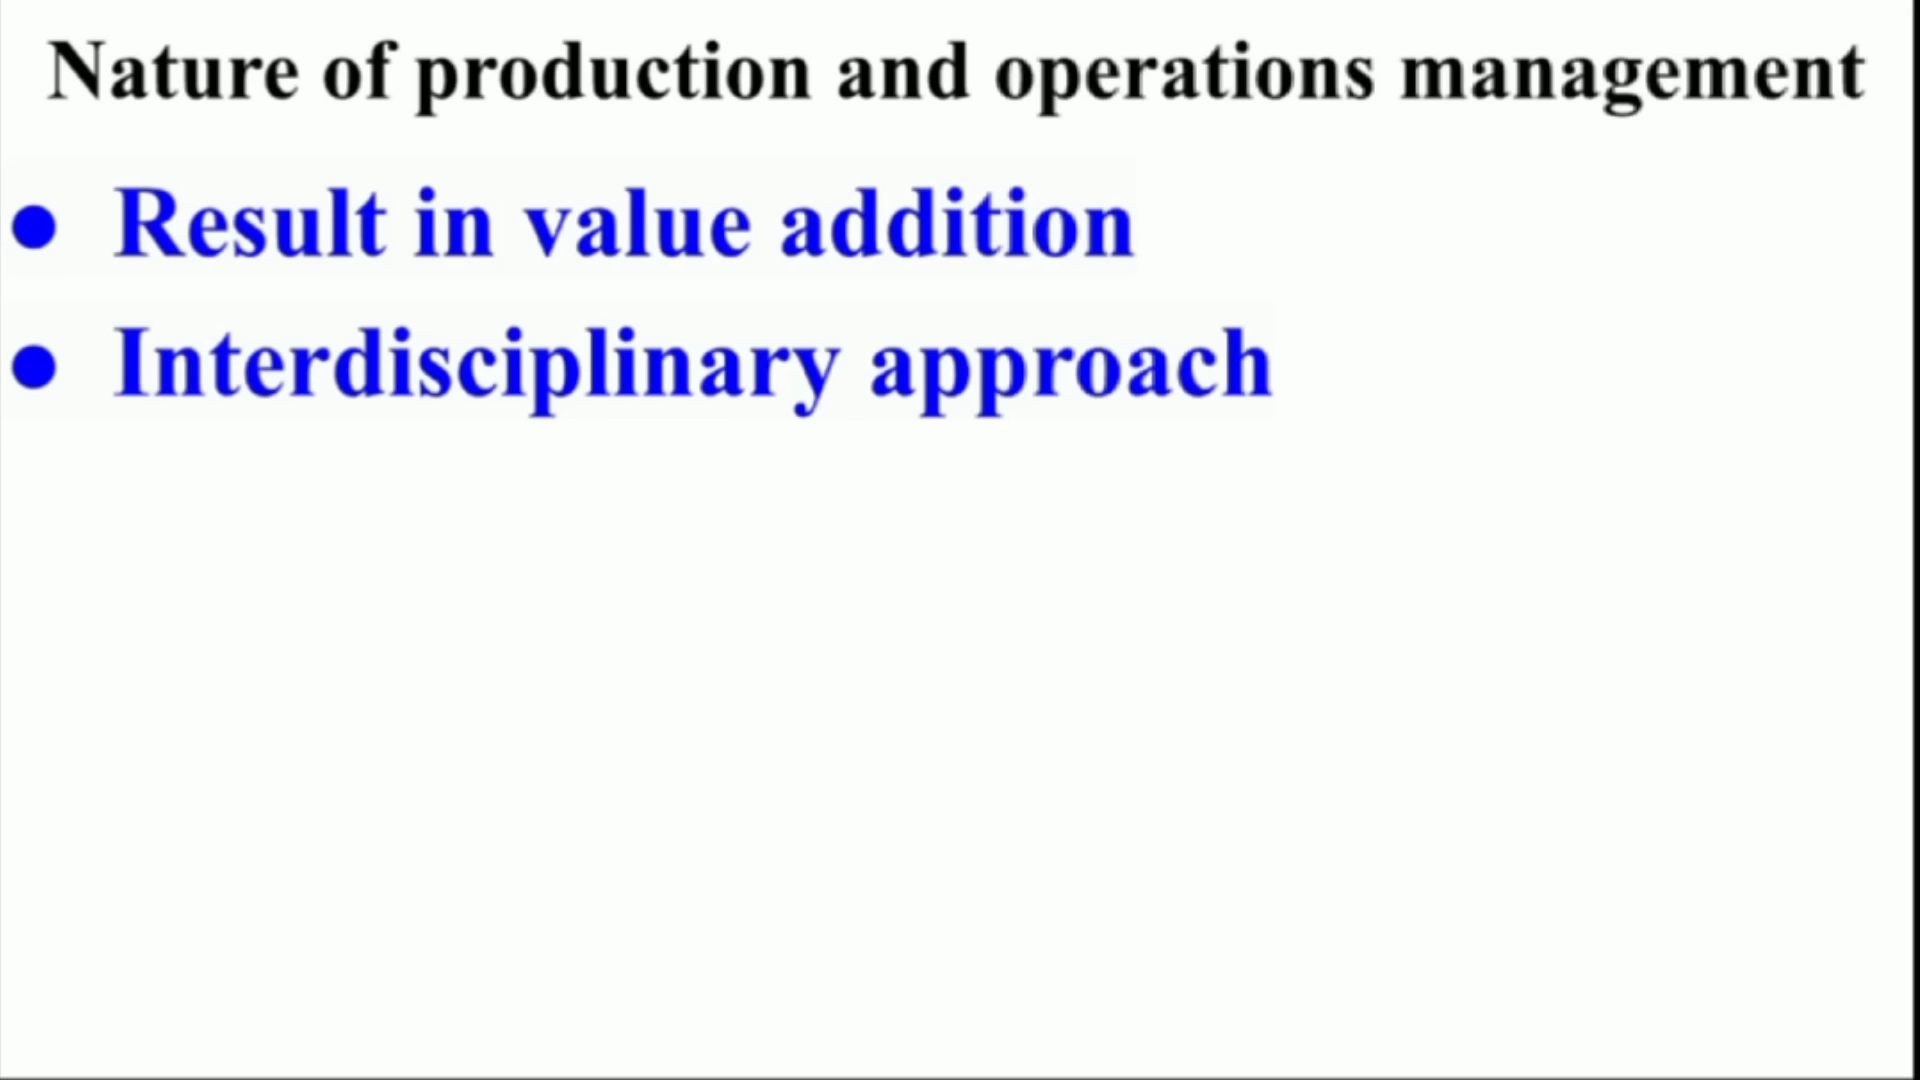 Nature of production and operations management
● Result in value addition
● Interdisciplinary approach